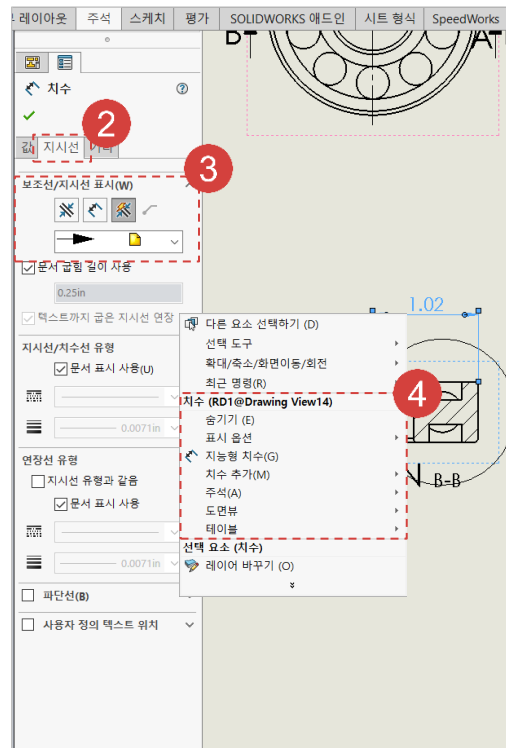 레이아웃 주석 스케치 평가 SOLIDWORKS 애드인 시트 형식 SpeedWorks
B
A
치수
2
값 지시선
3
보조선/지시선 표시(W)
문서 굽힘 길이 사용
0.25in
텍스트까지 굽은 지시선 연장
1.02
다른 요소 선택하기 (D)
선택 도구
지시선/치수선 유형
확대/축소/화면이동/회전
문서 표시 사용(U)
최근 명령(R)
4
치수 (RD1@Drawing View14)
숨기기 (E)
0.0071in
표시 옵션
지능형 치수(G)
연장선 유형
치수 추가(M)
지시선 유형과 같음
주석(A)
B-B
문서 표시 사용
도면뷰
테이블
선택 요소 (치수)
0.0071in
레이어 바꾸기 (O)
파단선(B)
사용자 정의 텍스트 위치